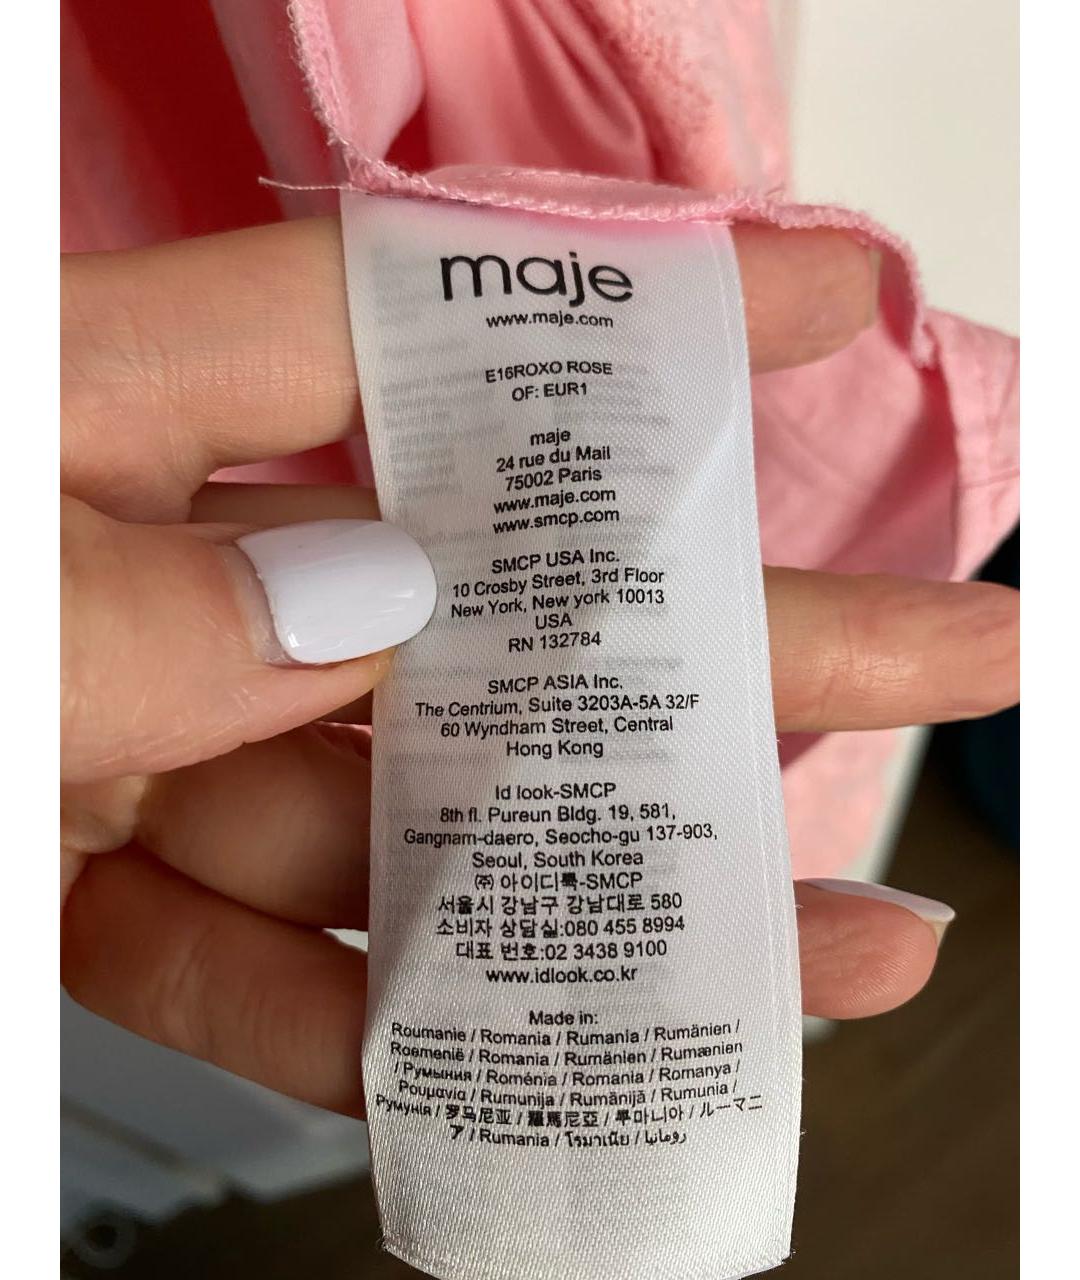 maje
www.maje.com
E16ROXO ROSE
OF: EUR1
maje
24 rue du Mail
75002 Paris
www.maje.com
www.smcp.com
SMCP USA Inc.
10 Crosby Street, 3rd Floor
New York, New york 10013
USA
RN 132784
SMCP ASIA Inc.
The Centrium, Suite 3203A-5A 32/F
60 Wyndham Street, Central
Hong Kong
Id look-SMCP
8th fl. Pureun Bldg. 19, 581,
Gangnam-daero, Seocho-gu 137-903,
Seoul, South Korea
㈜ 아이디룩-SMCP
서울시 강남구 강남대로 580
소비자 상담실:080 455 8994
대표 번호:02 3438 9100
www.idlook.co.kr
Made in:
Roumanie / Romania / Rumania / Rumänien /
Roemenië / Romania / Rumänien / Rumænien
/ Румыния / Roménia / Romania / Romanya /
Ρουμανία / Rumunija / Rumānijā / Rumunia /
Румунія / 罗马尼亚 / 羅馬尼亞 / 루마니아 / ルーマニ
ア / Rumania / โรมาเนีย / رومانيا